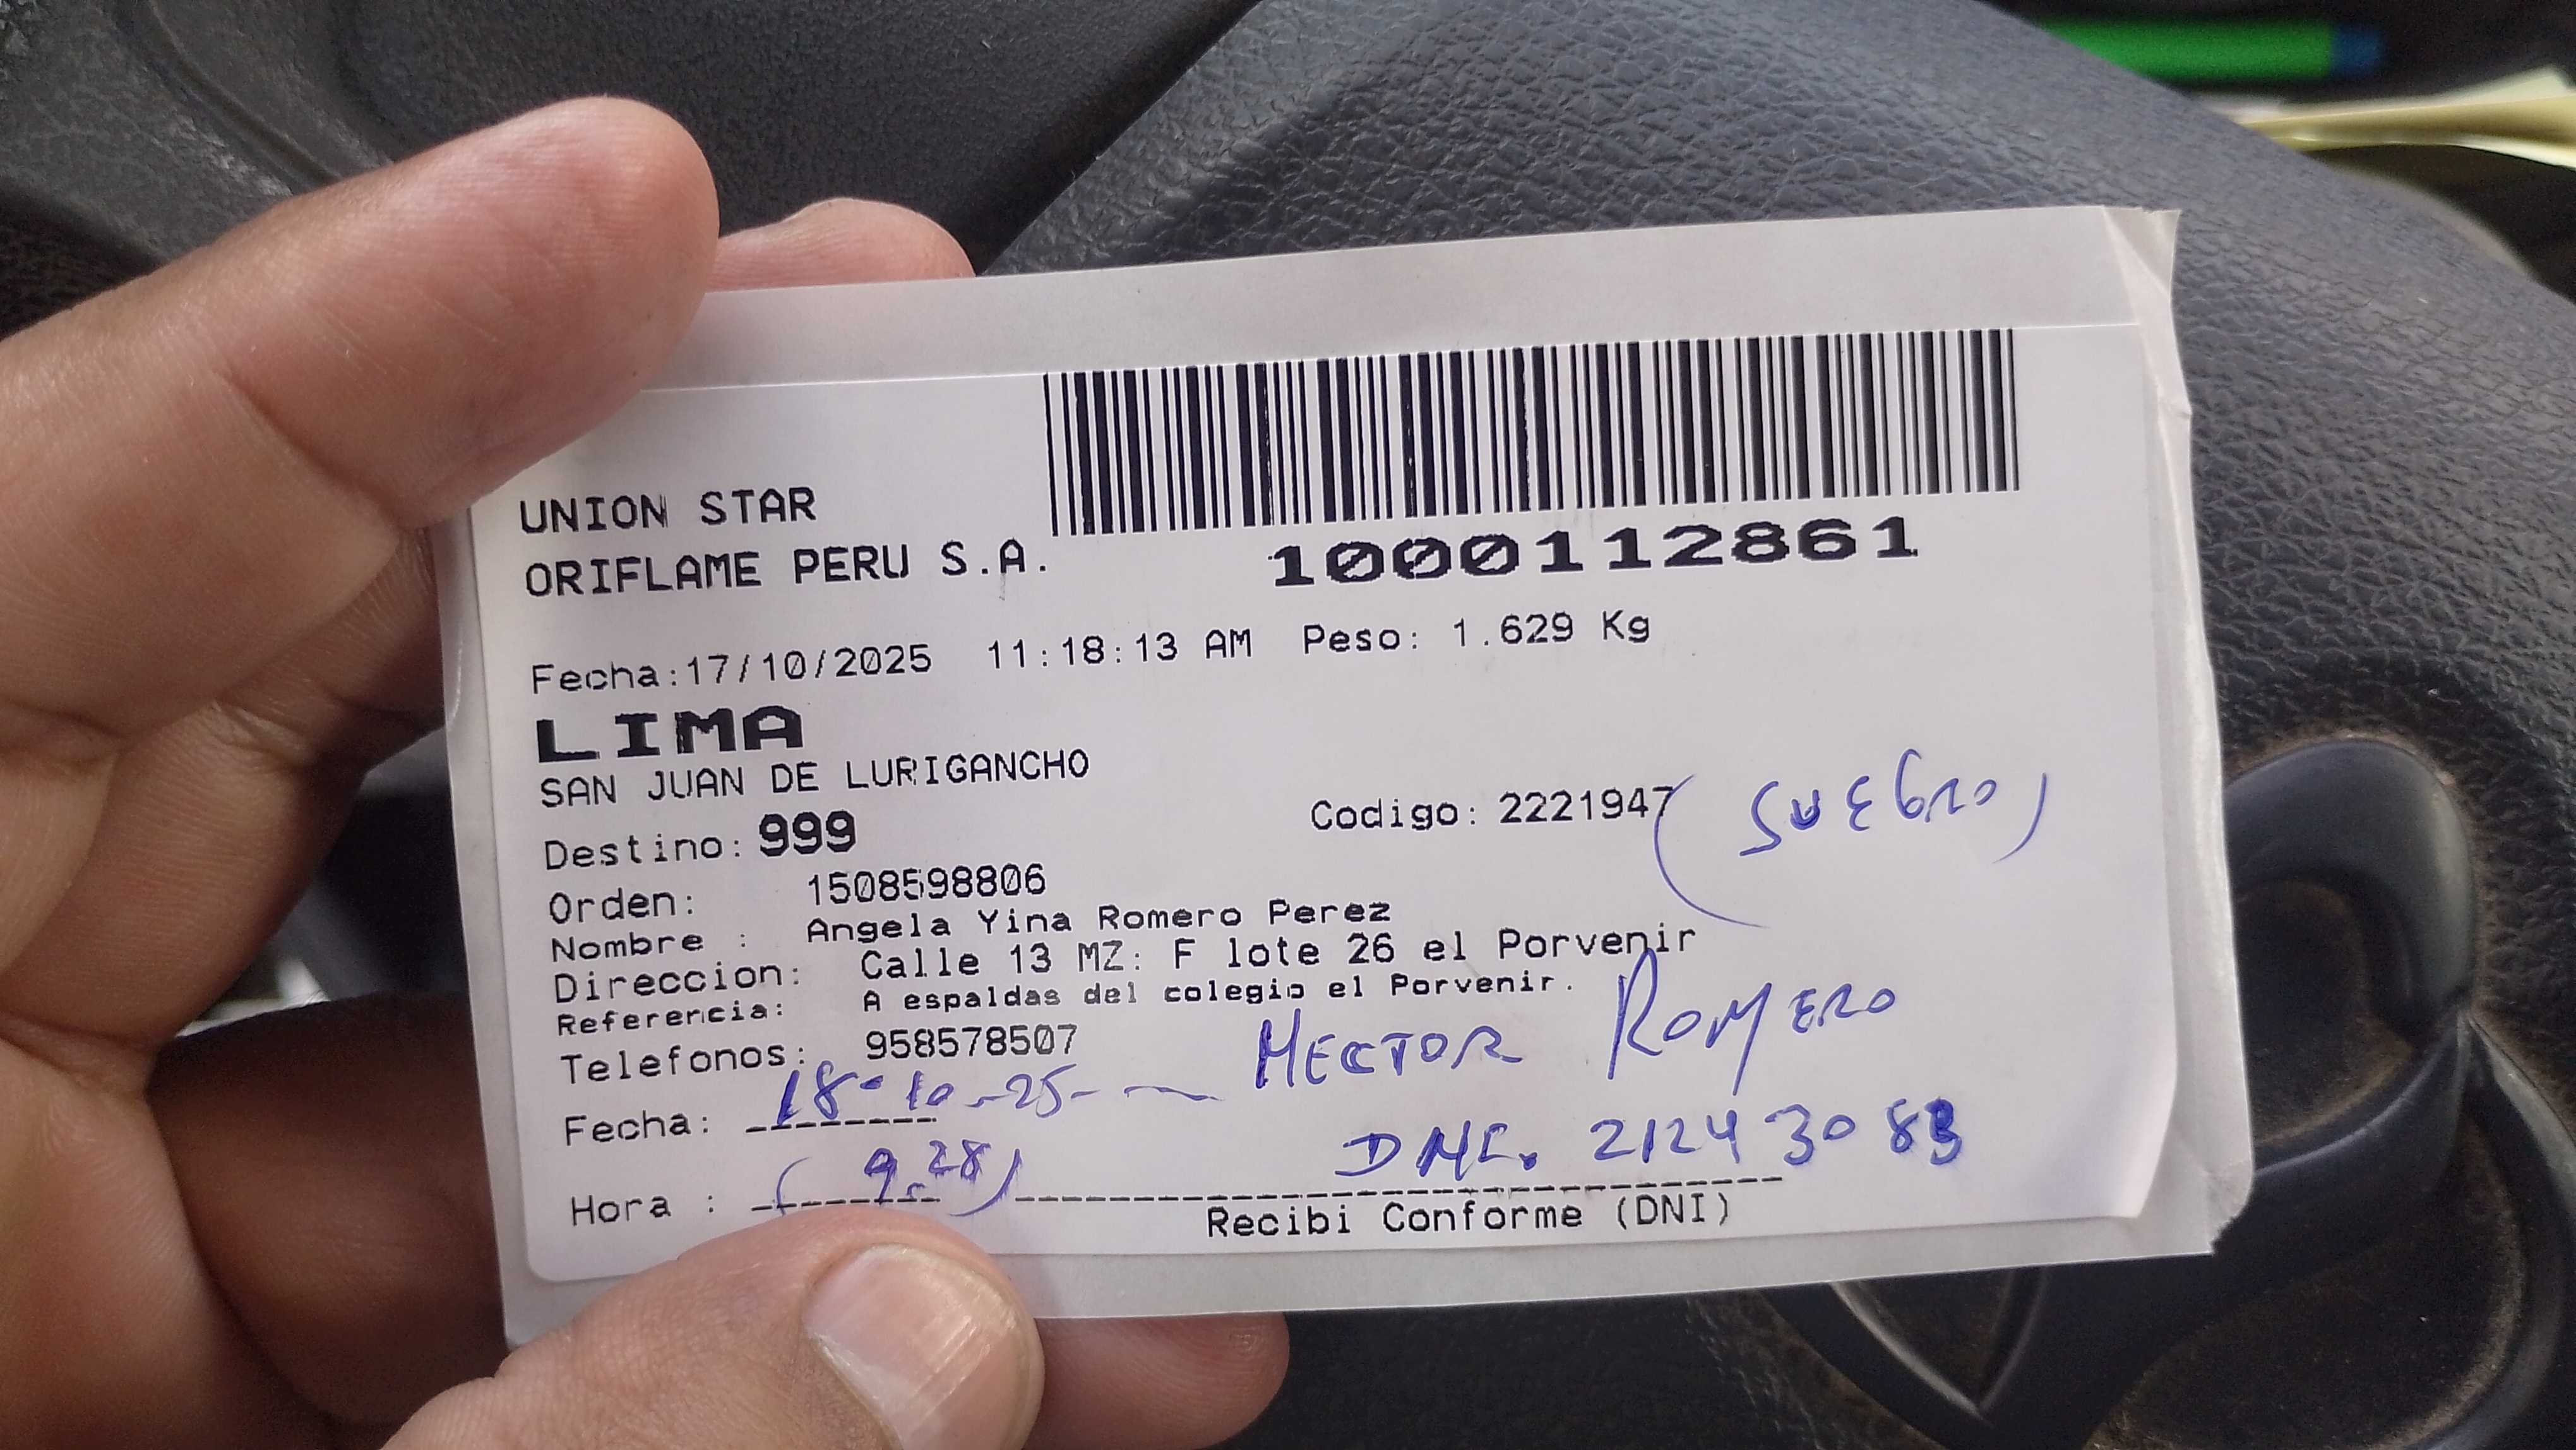 UNION STAR
ORIFLAME PERU S.A.
1000112861
Fecha:17/10/2025 11:18:13 AM Peso: 1.629 Kg
LIMA
SAN JUAN DE LURIGANCHO
Destino: 999
Codigo: 2221947 (SUEGRO)
Orden: 1508598806
Nombre : Angela Yina Romero Perez
Direccion: Calle 13 MZ: F lote 26 el Porvenir
Referencia: A espaldas del colegio el Porvenir.
Telefonos: 958578507
HECTOR ROMERO
Fecha: 18-10-25-
DNI. 21243083
Hora : (9.28)
Recibi Conforme (DNI)